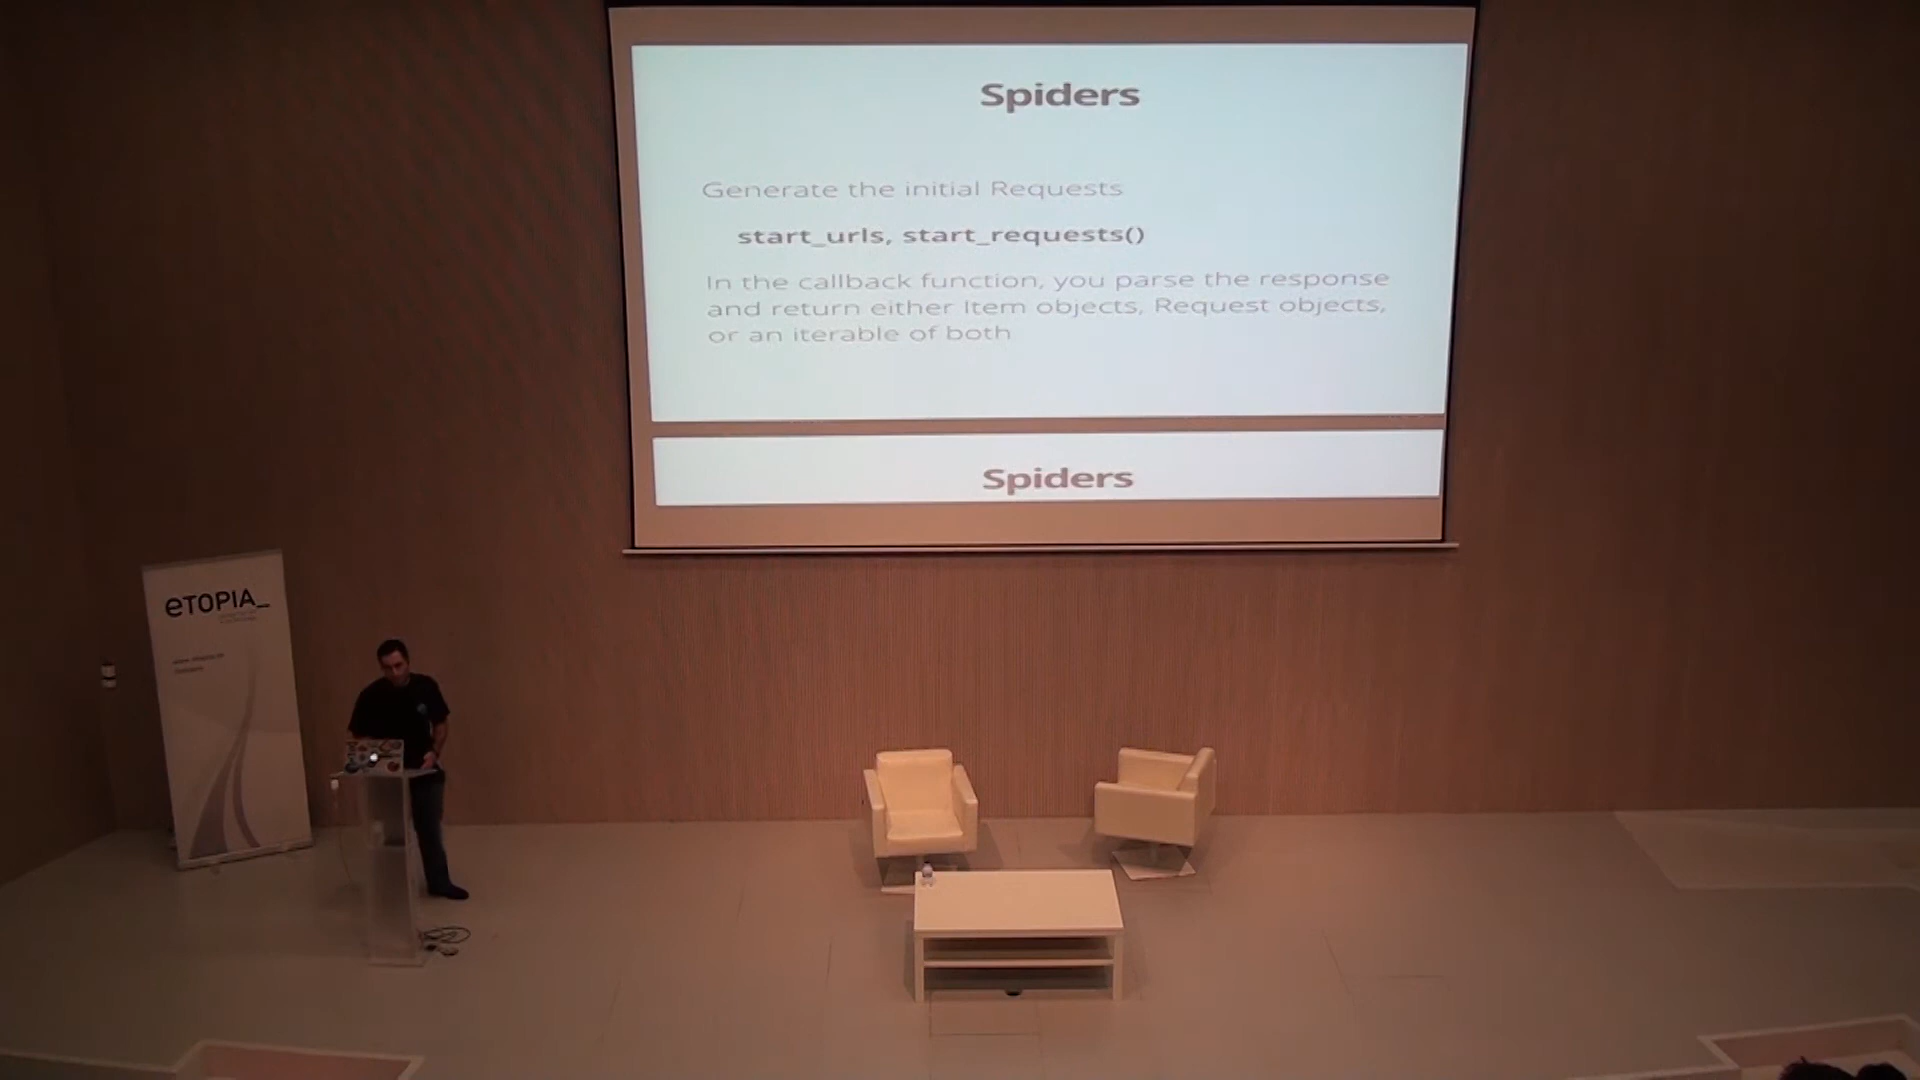 Spiders
Generate the initial Requests
start_urls, start_requests()
In the callback function, you parse the response
and return either Item objects, Request objects,
or an iterable of both
Spiders
eTOPIA_